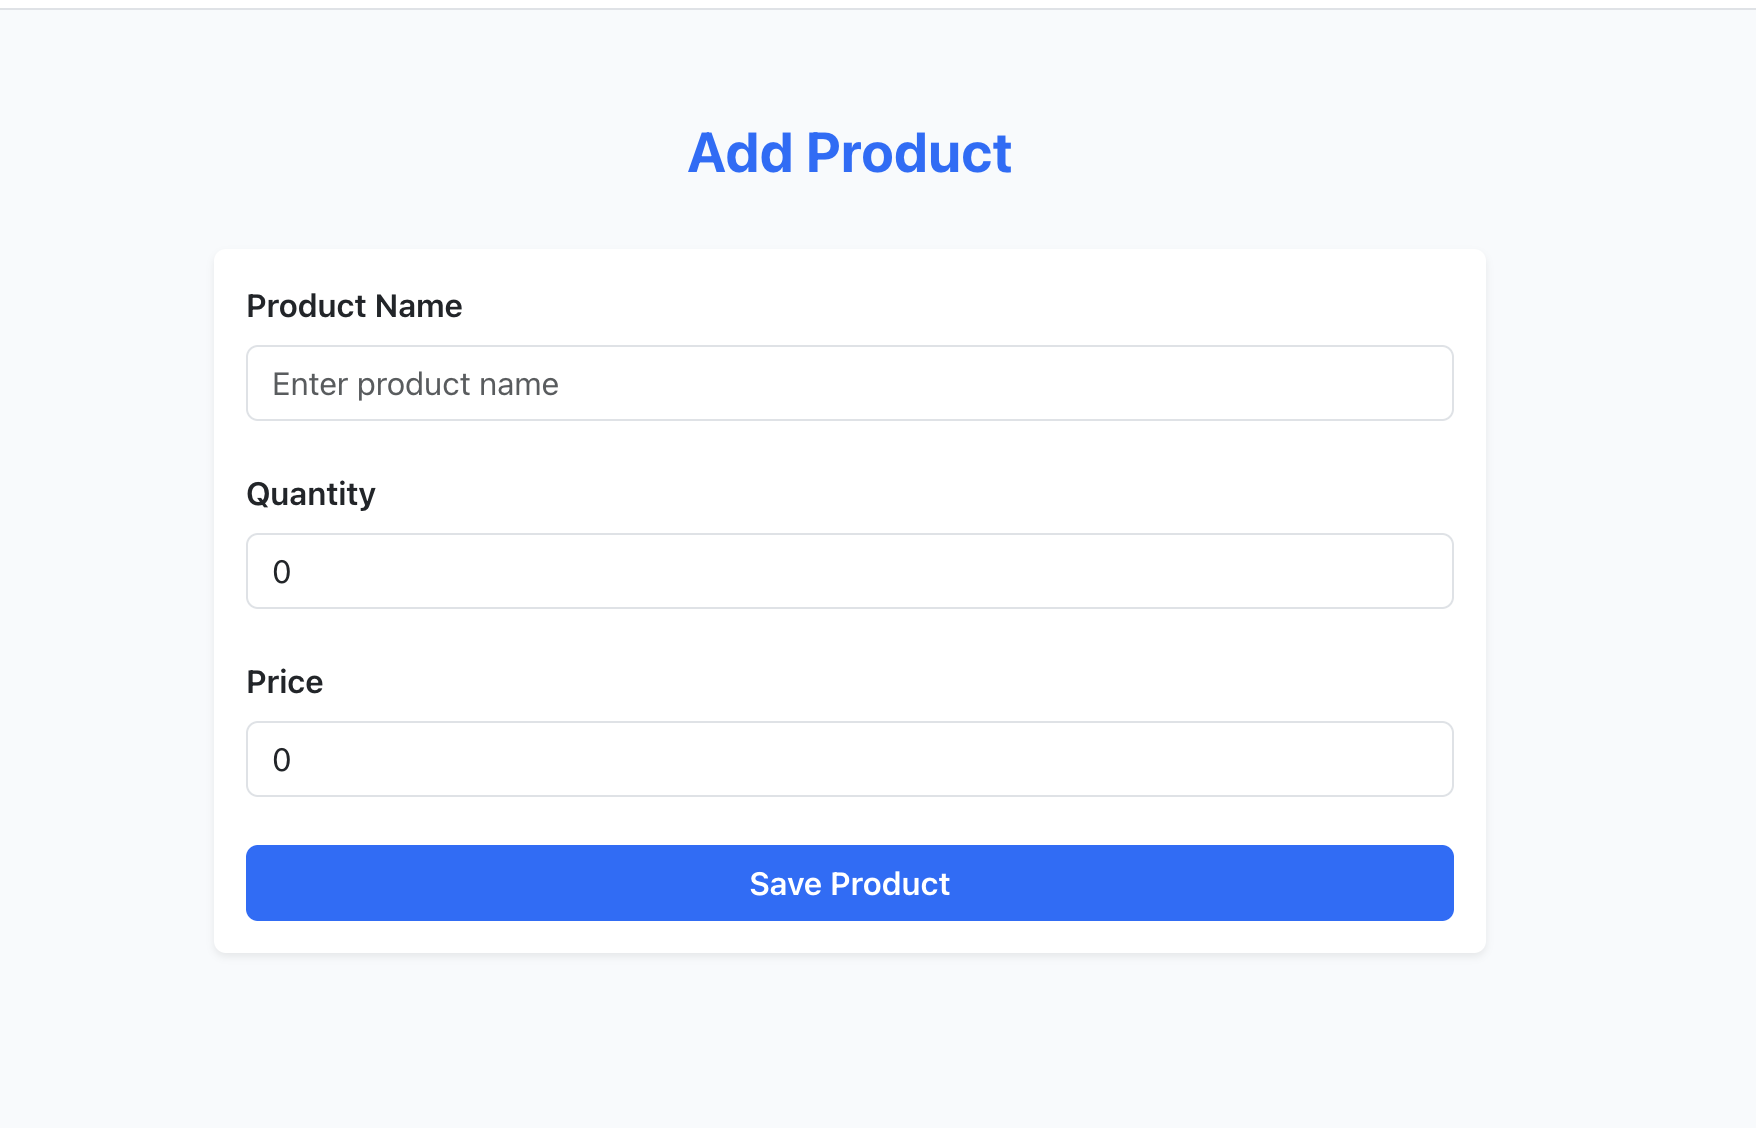 Add Product
Product Name
Enter product name
Quantity
0
Price
0
Save Product